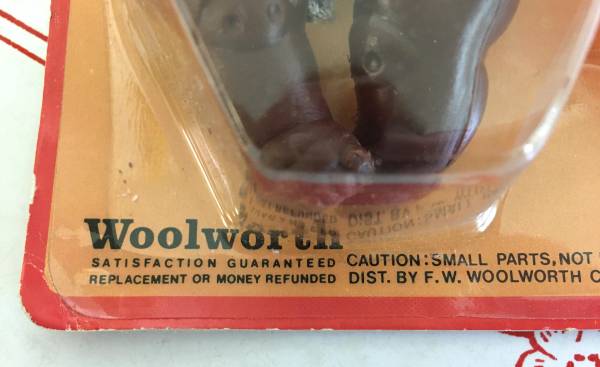 Woolworth
SATISFACTION GUARANTEED
REPLACEMENT OR MONEY REFUNDED
CAUTION: SMALL PARTS, NOT
DIST. BY F.W. WOOLWORTH C